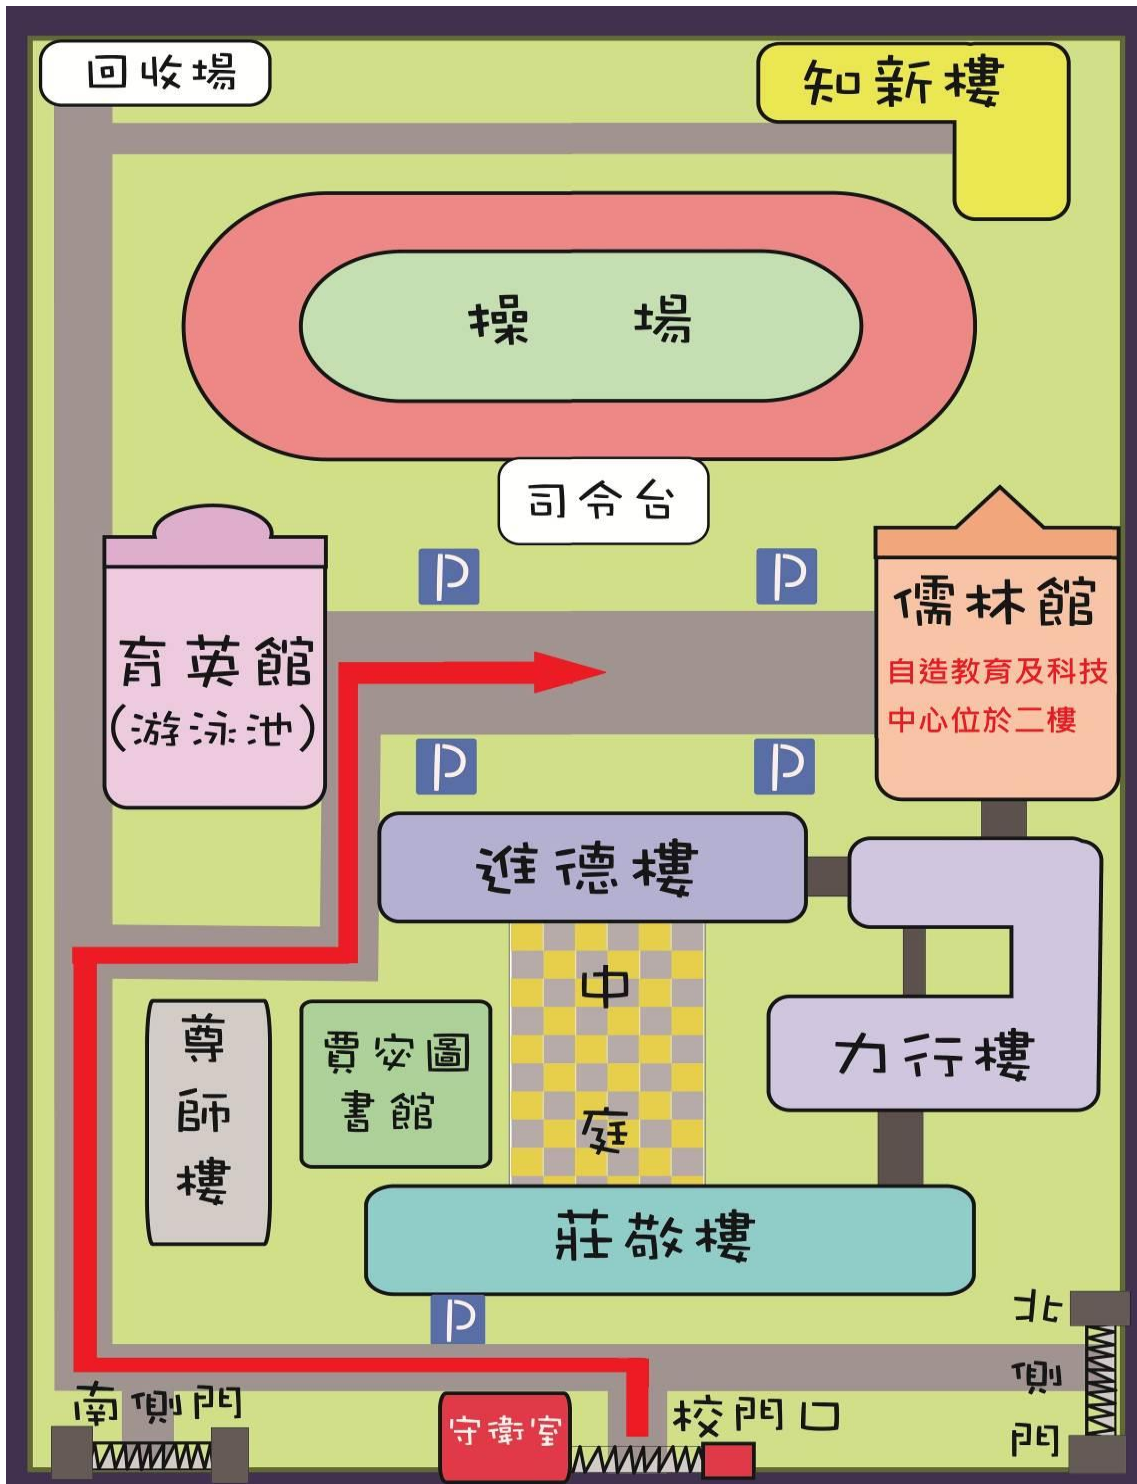 回收場
知新樓
操場
司令台
P
P
儒林館
自造教育及科技
中心位於二樓
育英館
(游泳池)
P
P
進德樓
中庭
尊師樓
賈宓圖
書館
力行樓
莊敬樓
P
北側門
南側門
守衛室
校門口